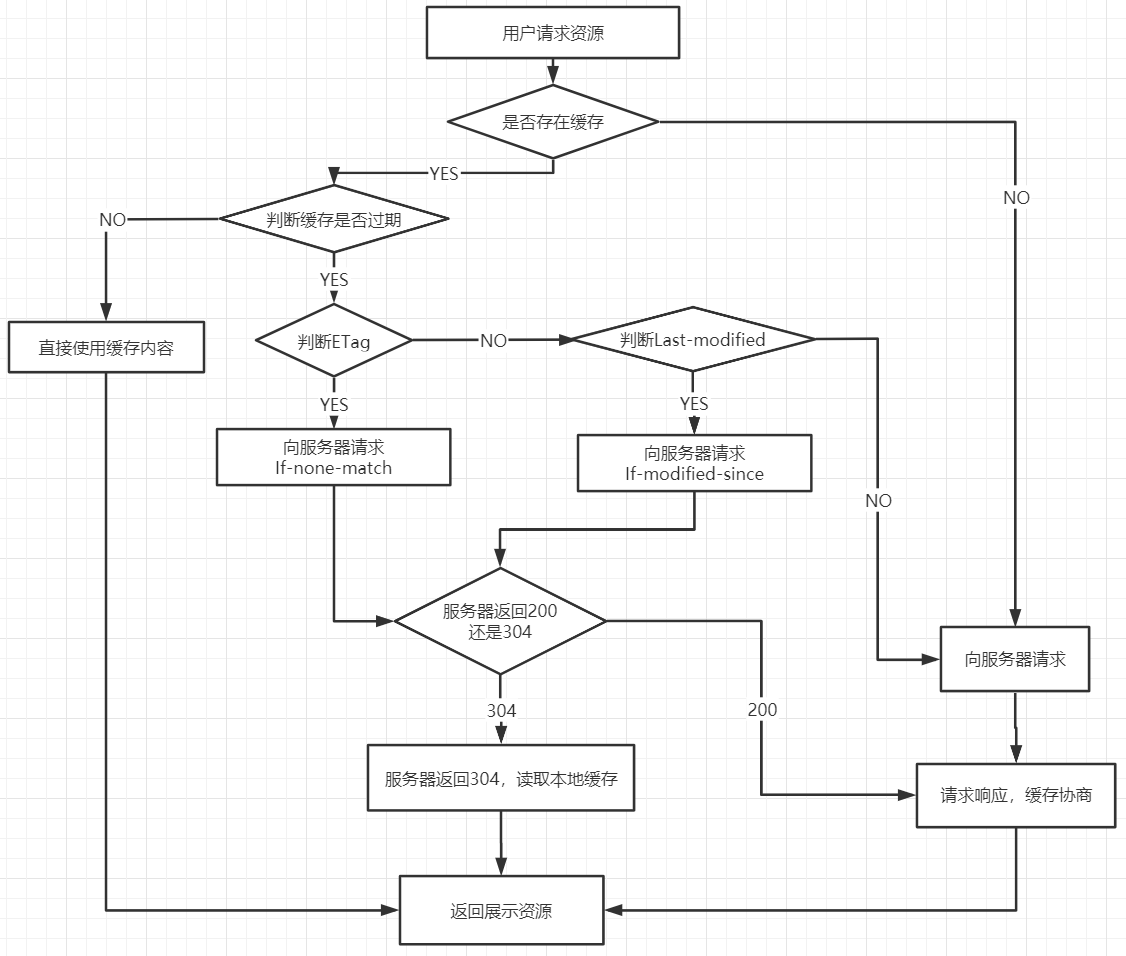 用户请求资源
是否存在缓存
YES
NO
判断缓存是否过期
NO
YES
直接使用缓存内容
判断ETag
NO
判断Last-modified
YES
YES
向服务器请求
If-none-match
向服务器请求
If-modified-since
NO
服务器返回200
还是304
向服务器请求
304
200
服务器返回304，读取本地缓存
请求响应，缓存协商
返回展示资源